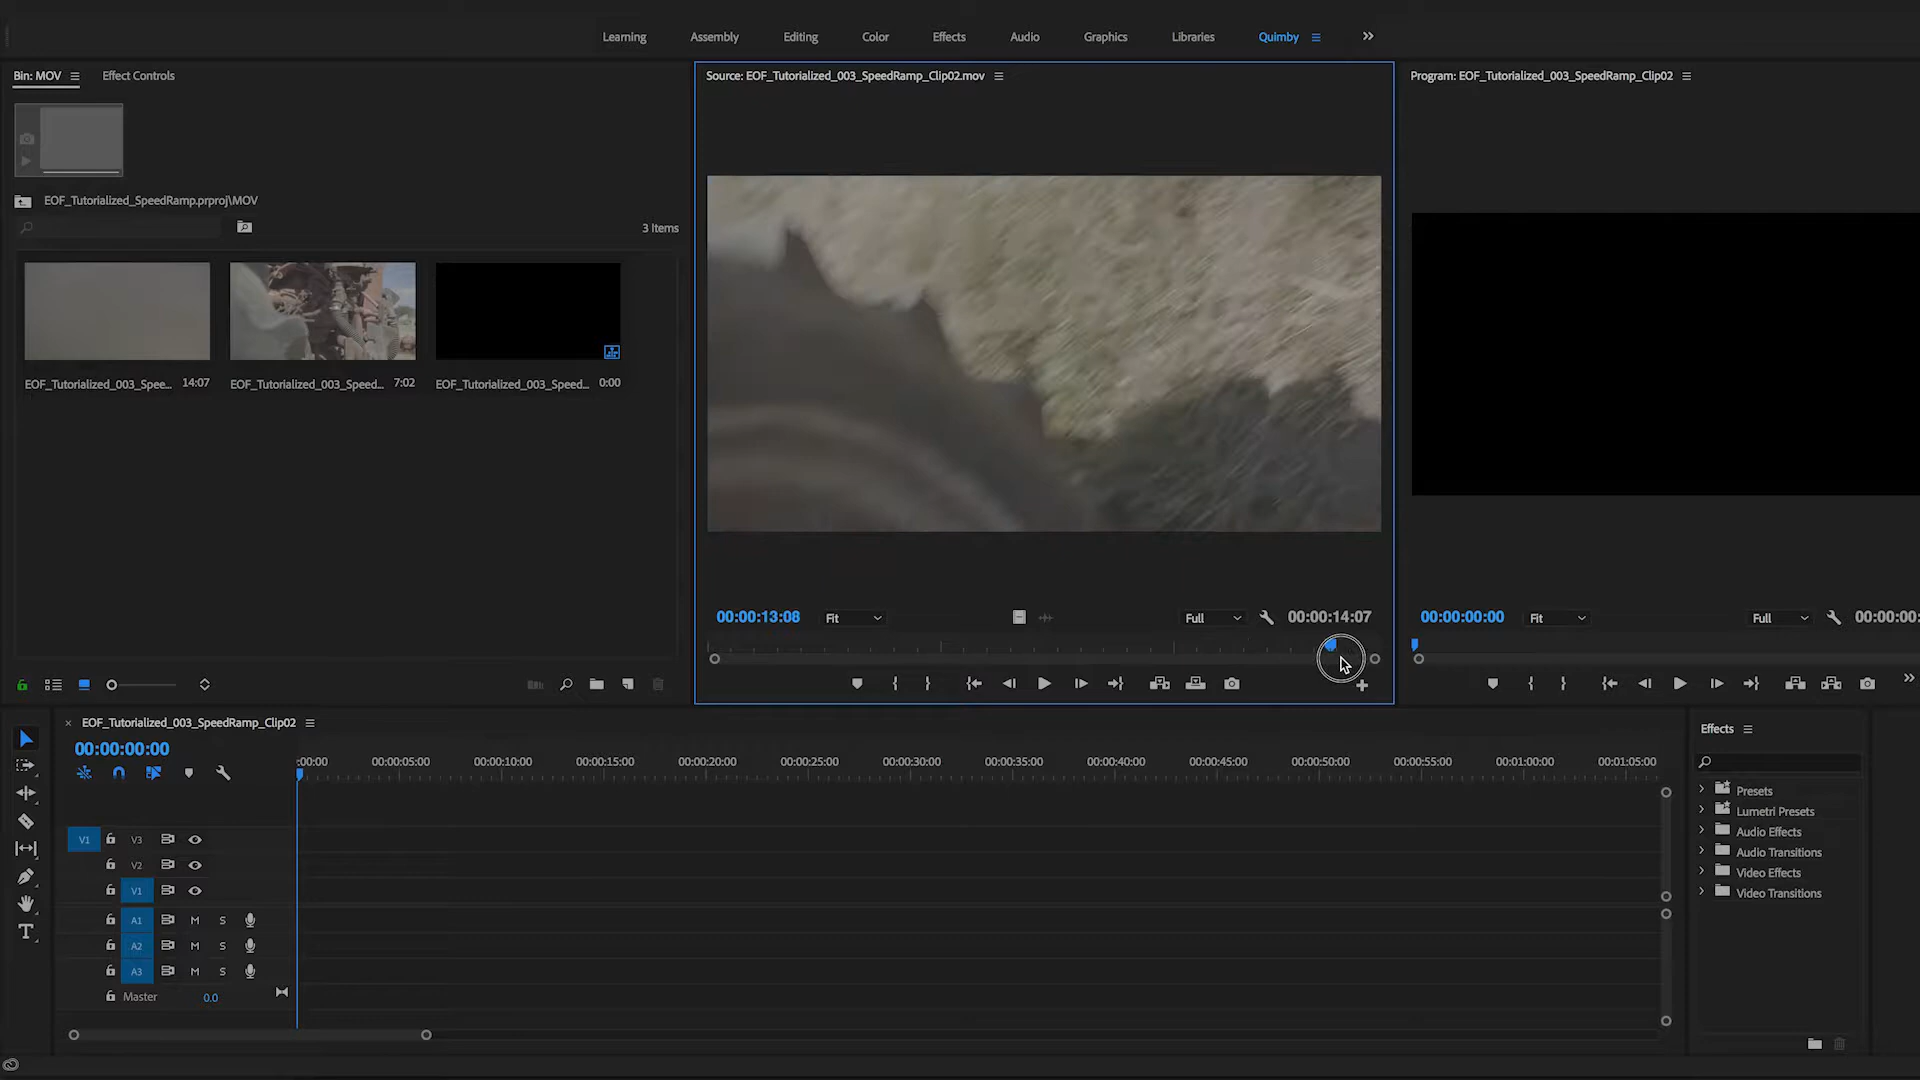 Learning Assembly Editing Color Effects Audio Graphics Libraries Quimby
Bin: MOV Effect Controls
EOF_Tutorialized_SpeedRamp.prproj\MOV
3 Items
EOF_Tutorialized_003_Spee... 14:07
EOF_Tutorialized_003_Speed... 7:02
EOF_Tutorialized_003_Speed... 0:00
Source: EOF_Tutorialized_003_SpeedRamp_Clip02.mov
00:00:13:08 Fit Full 00:00:14:07
Program: EOF_Tutorialized_003_SpeedRamp_Clip02
00:00:00:00 Fit Full 00:00:00:
EOF_Tutorialized_003_SpeedRamp_Clip02
00:00:00:00
:00:00 00:00:05:00 00:00:10:00 00:00:15:00 00:00:20:00 00:00:25:00 00:00:30:00 00:00:35:00 00:00:40:00 00:00:45:00 00:00:50:00 00:00:55:00 00:01:00:00 00:01:05:00
V1 V3
V2
V1
A1 M S
A2 M S
A3 M S
Master 0.0
Effects
Presets
Lumetri Presets
Audio Effects
Audio Transitions
Video Effects
Video Transitions